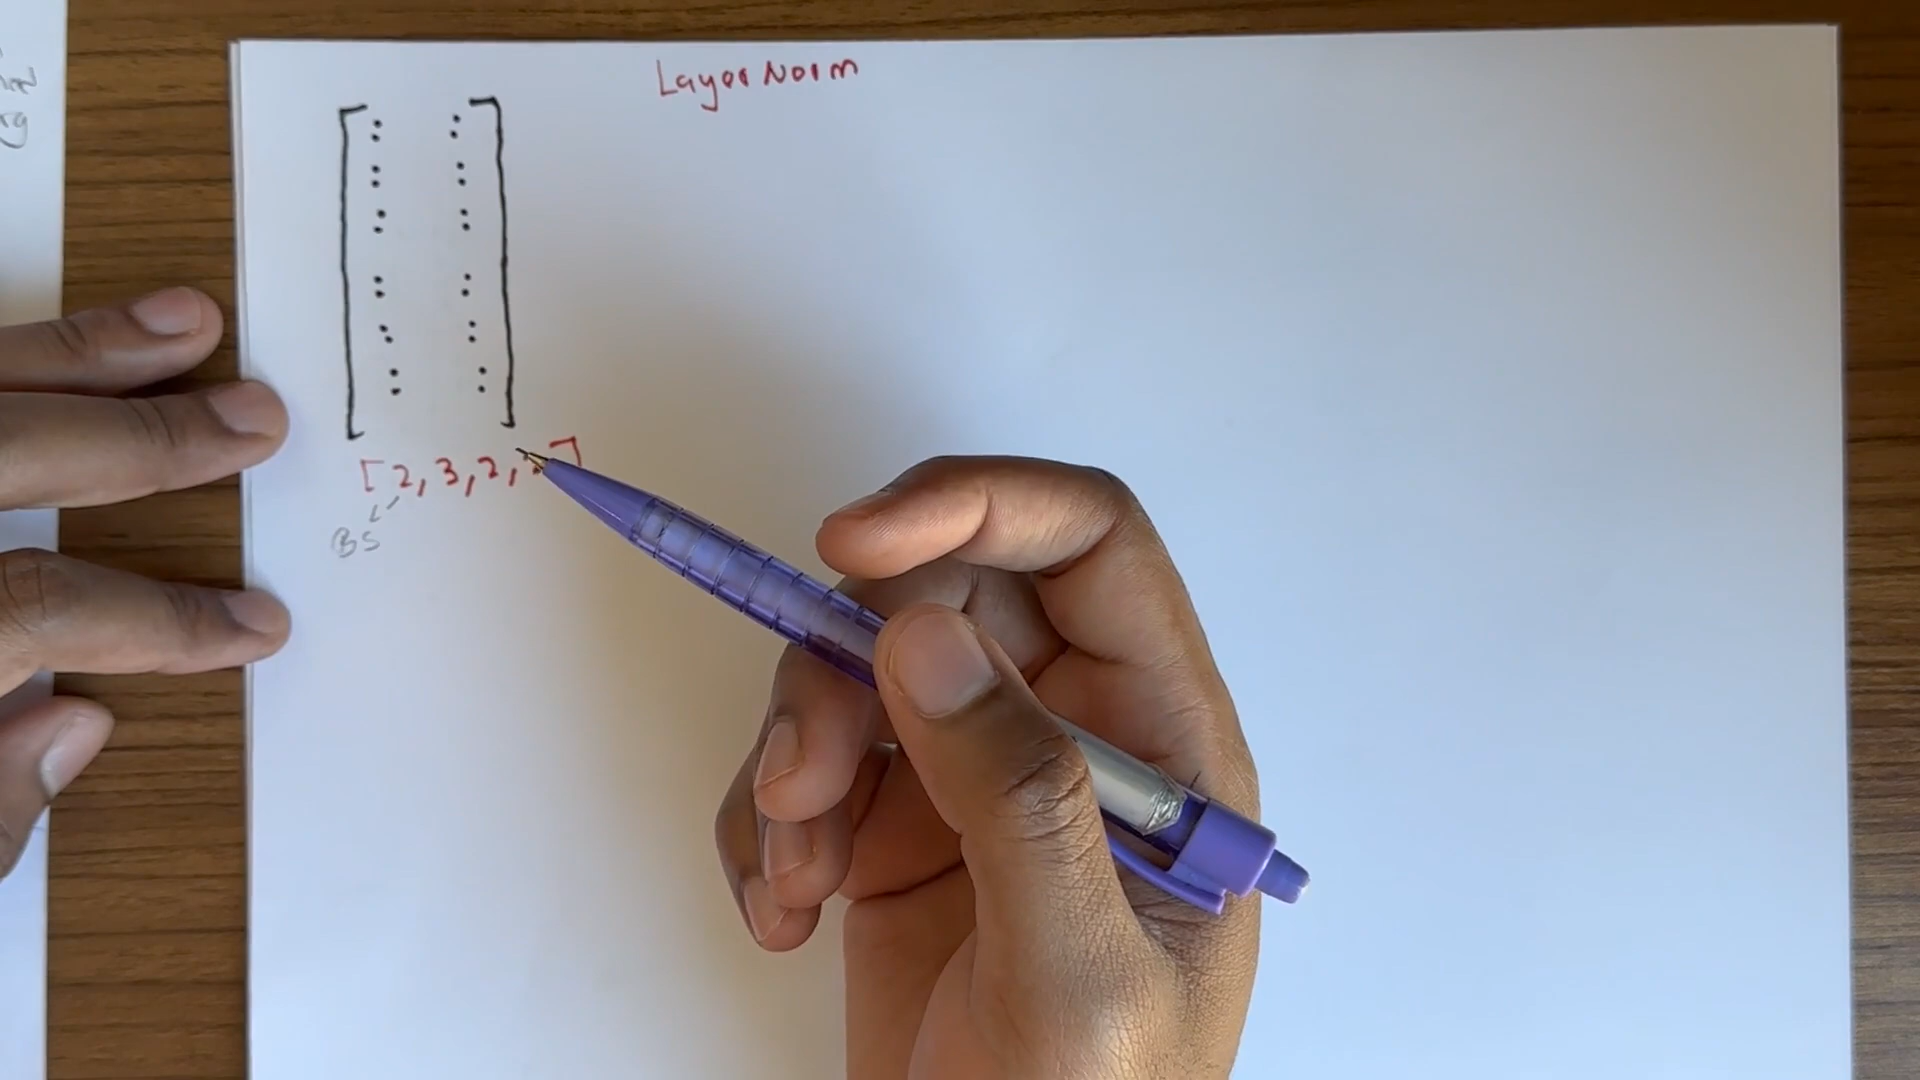 LayerNorm
[2, 3, 2, ]
BS